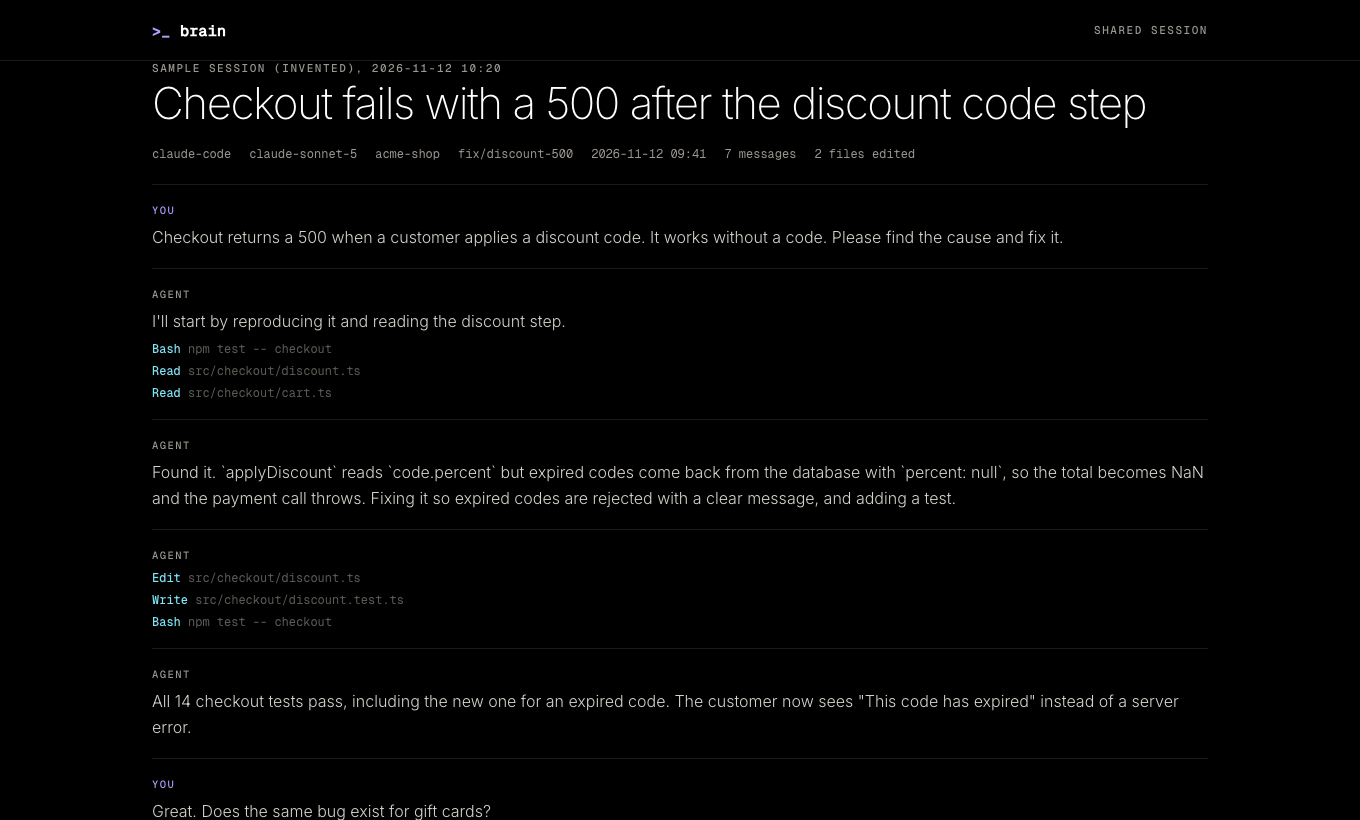 >_ brain
SHARED SESSION
SAMPLE SESSION (INVENTED), 2026-11-12 10:20
Checkout fails with a 500 after the discount code step
claude-code claude-sonnet-5 acme-shop fix/discount-500 2026-11-12 09:41 7 messages 2 files edited
YOU
Checkout returns a 500 when a customer applies a discount code. It works without a code. Please find the cause and fix it.
AGENT
I'll start by reproducing it and reading the discount step.
Bash npm test -- checkout
Read src/checkout/discount.ts
Read src/checkout/cart.ts
AGENT
Found it. `applyDiscount` reads `code.percent` but expired codes come back from the database with `percent: null`, so the total becomes NaN
and the payment call throws. Fixing it so expired codes are rejected with a clear message, and adding a test.
AGENT
Edit src/checkout/discount.ts
Write src/checkout/discount.test.ts
Bash npm test -- checkout
AGENT
All 14 checkout tests pass, including the new one for an expired code. The customer now sees "This code has expired" instead of a server
error.
YOU
Great. Does the same bug exist for gift cards?